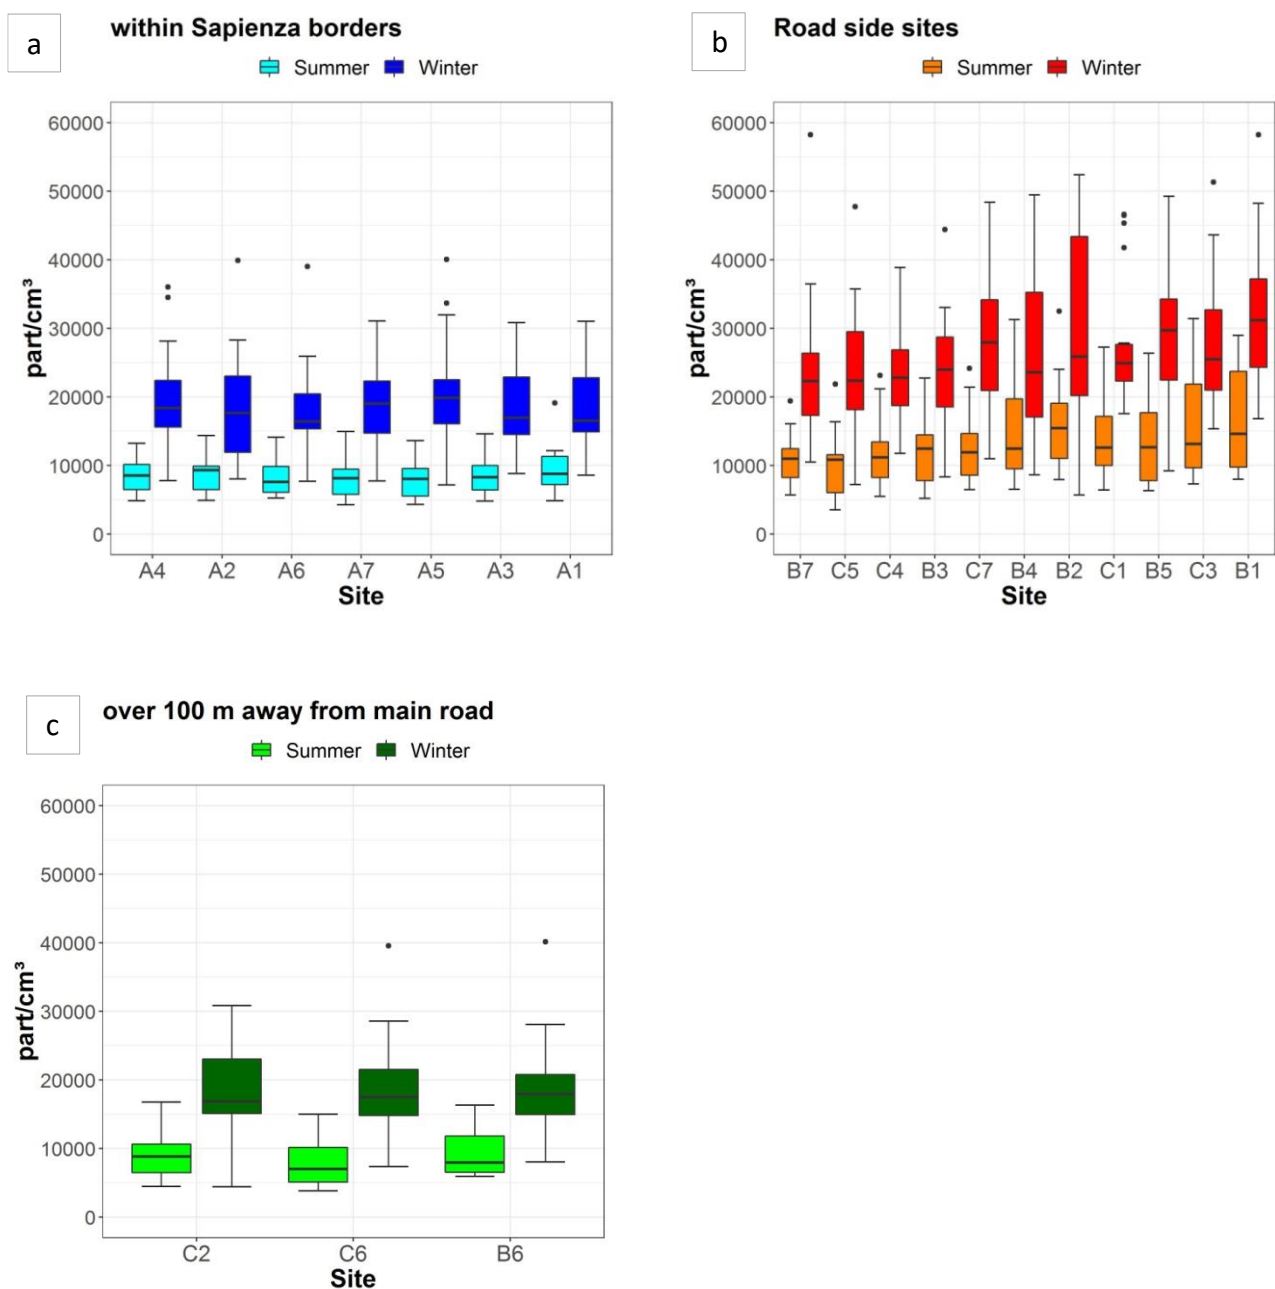 a
within Sapienza borders
Summer Winter
60000
50000
40000
30000
20000
10000
0
part/cm³
A4 A2 A6 A7 A5 A3 A1
Site
b
Road side sites
Summer Winter
60000
50000
40000
30000
20000
10000
0
part/cm³
B7 C5 C4 B3 C7 B4 B2 C1 B5 C3 B1
Site
c
over 100 m away from main road
Summer Winter
60000
50000
40000
30000
20000
10000
0
part/cm³
C2 C6 B6
Site